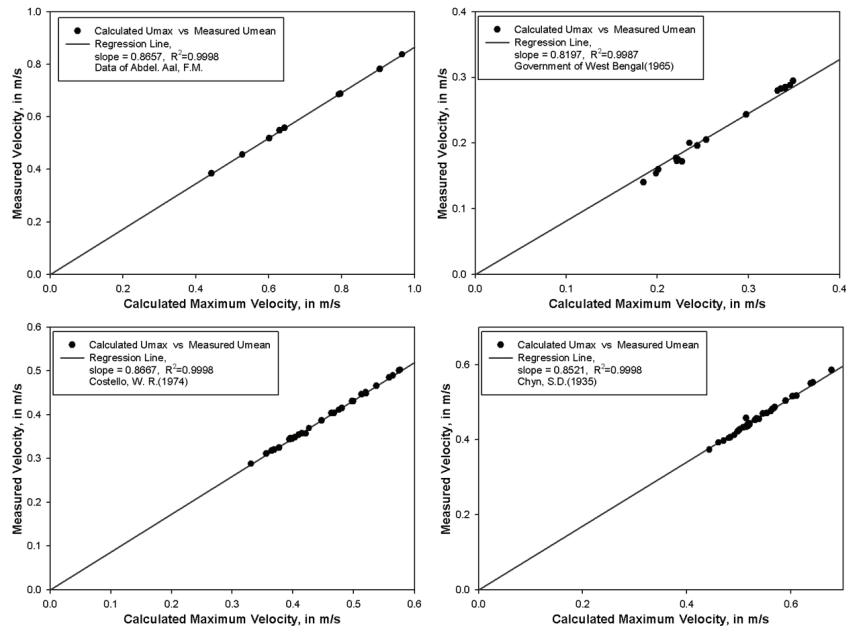 Calculated Umax vs Measured Umean
Regression Line,
slope = 0.8657, R²=0.9998
Data of Abdel. Aal, F.M.
Measured Velocity, in m/s
1.0
0.8
0.6
0.4
0.2
0.0
0.0 0.2 0.4 0.6 0.8 1.0
Calculated Maximum Velocity, in m/s
Calculated Umax vs Measured Umean
Regression Line,
slope = 0.8197, R²=0.9987
Government of West Bengal(1965)
Measured Velocity, in m/s
0.4
0.3
0.2
0.1
0.0
0.0 0.1 0.2 0.3 0.4
Calculated Maximum Velocity, in m/s
Calculated Umax vs Measured Umean
Regression Line,
slope = 0.8667, R²=0.9998
Costello, W. R.(1974)
Measured Velocity, in m/s
0.6
0.5
0.4
0.3
0.2
0.1
0.0
0.0 0.1 0.2 0.3 0.4 0.5 0.6
Calculated Maximum Velocity, in m/s
Calculated Umax vs Measured Umean
Regression Line,
slope = 0.8521, R²=0.9998
Chyn, S.D.(1935)
Measured Velocity, in m/s
0.6
0.4
0.2
0.0
0.0 0.2 0.4 0.6
Calculated Maximum Velocity, in m/s